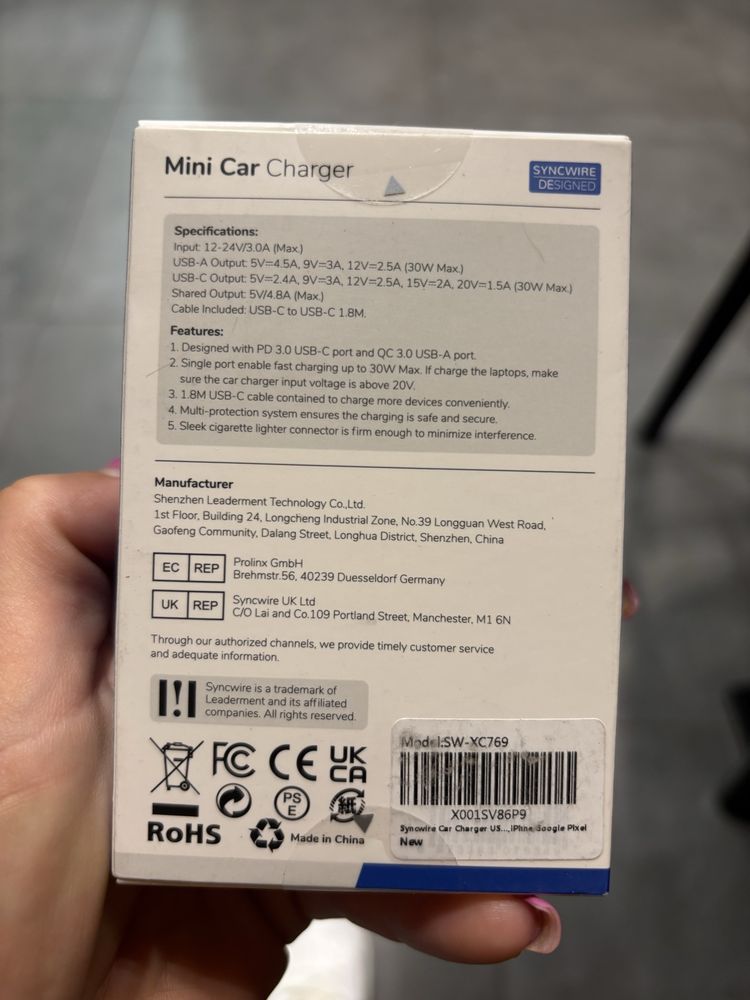 Mini Car Charger
SYNCWIRE
DESIGNED
Specifications:
Input: 12-24V/3.0A (Max.)
USB-A Output: 5V=4.5A, 9V=3A, 12V=2.5A (30W Max.)
USB-C Output: 5V=2.4A, 9V=3A, 12V=2.5A, 15V=2A, 20V=1.5A (30W Max.)
Shared Output: 5V/4.8A (Max.)
Cable Included: USB-C to USB-C 1.8M.
Features:
1. Designed with PD 3.0 USB-C port and QC 3.0 USB-A port.
2. Single port enable fast charging up to 30W Max. If charge the laptops, make
sure the car charger input voltage is above 20V.
3. 1.8M USB-C cable contained to charge more devices conveniently.
4. Multi-protection system ensures the charging is safe and secure.
5. Sleek cigarette lighter connector is firm enough to minimize interference.
Manufacturer
Shenzhen Leaderment Technology Co.,Ltd.
1st Floor, Building 24, Longcheng Industrial Zone, No.39 Longguan West Road,
Gaofeng Community, Dalang Street, Longhua District, Shenzhen, China
EC REP
Prolinx GmbH
Brehmstr.56, 40239 Duesseldorf Germany
UK REP
Syncwire UK Ltd
C/O Lai and Co.109 Portland Street, Manchester, M1 6N
Through our authorized channels, we provide timely customer service
and adequate information.
Syncwire is a trademark of
Leaderment and its affiliated
companies. All rights reserved.
FC CE UK
CA
PS
E
紙
RoHS
Made in China
Model:SW-XC769
X001SV86P9
Syncwire Car Charger US...,iPhne Google Pixel
New